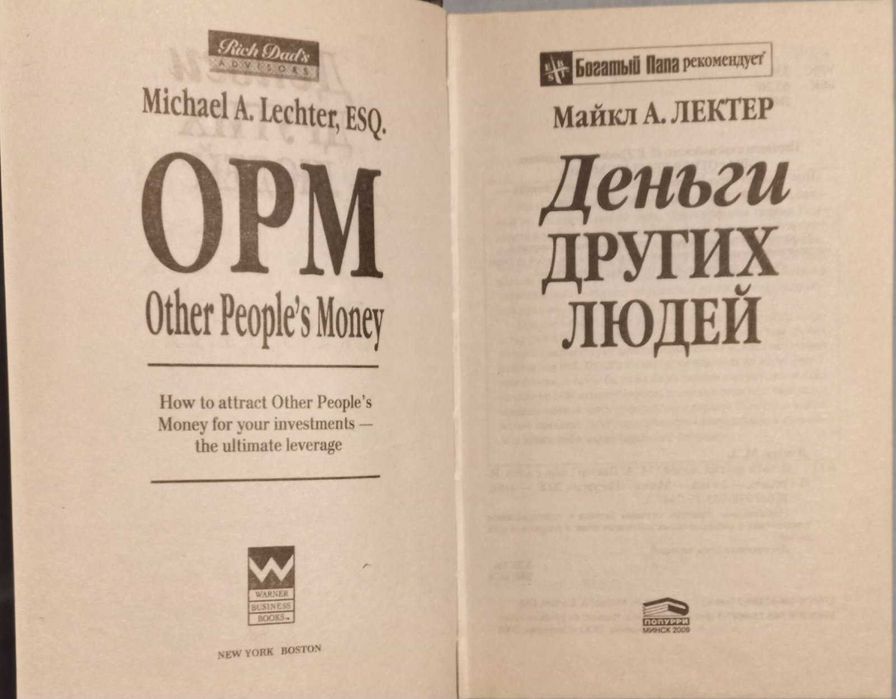 Rich Dad's
ADVISORS
Michael A. Lechter, ESQ.
OPM
Other People's Money
How to attract Other People's
Money for your investments —
the ultimate leverage
W
WARNER
BUSINESS
BOOKS™
NEW YORK BOSTON
E B
S I
Богатый Папа рекомендует
Майкл А. ЛЕКТЕР
Деньги
ДРУГИХ
ЛЮДЕЙ
ПОПУРРИ
МИНСК 2009